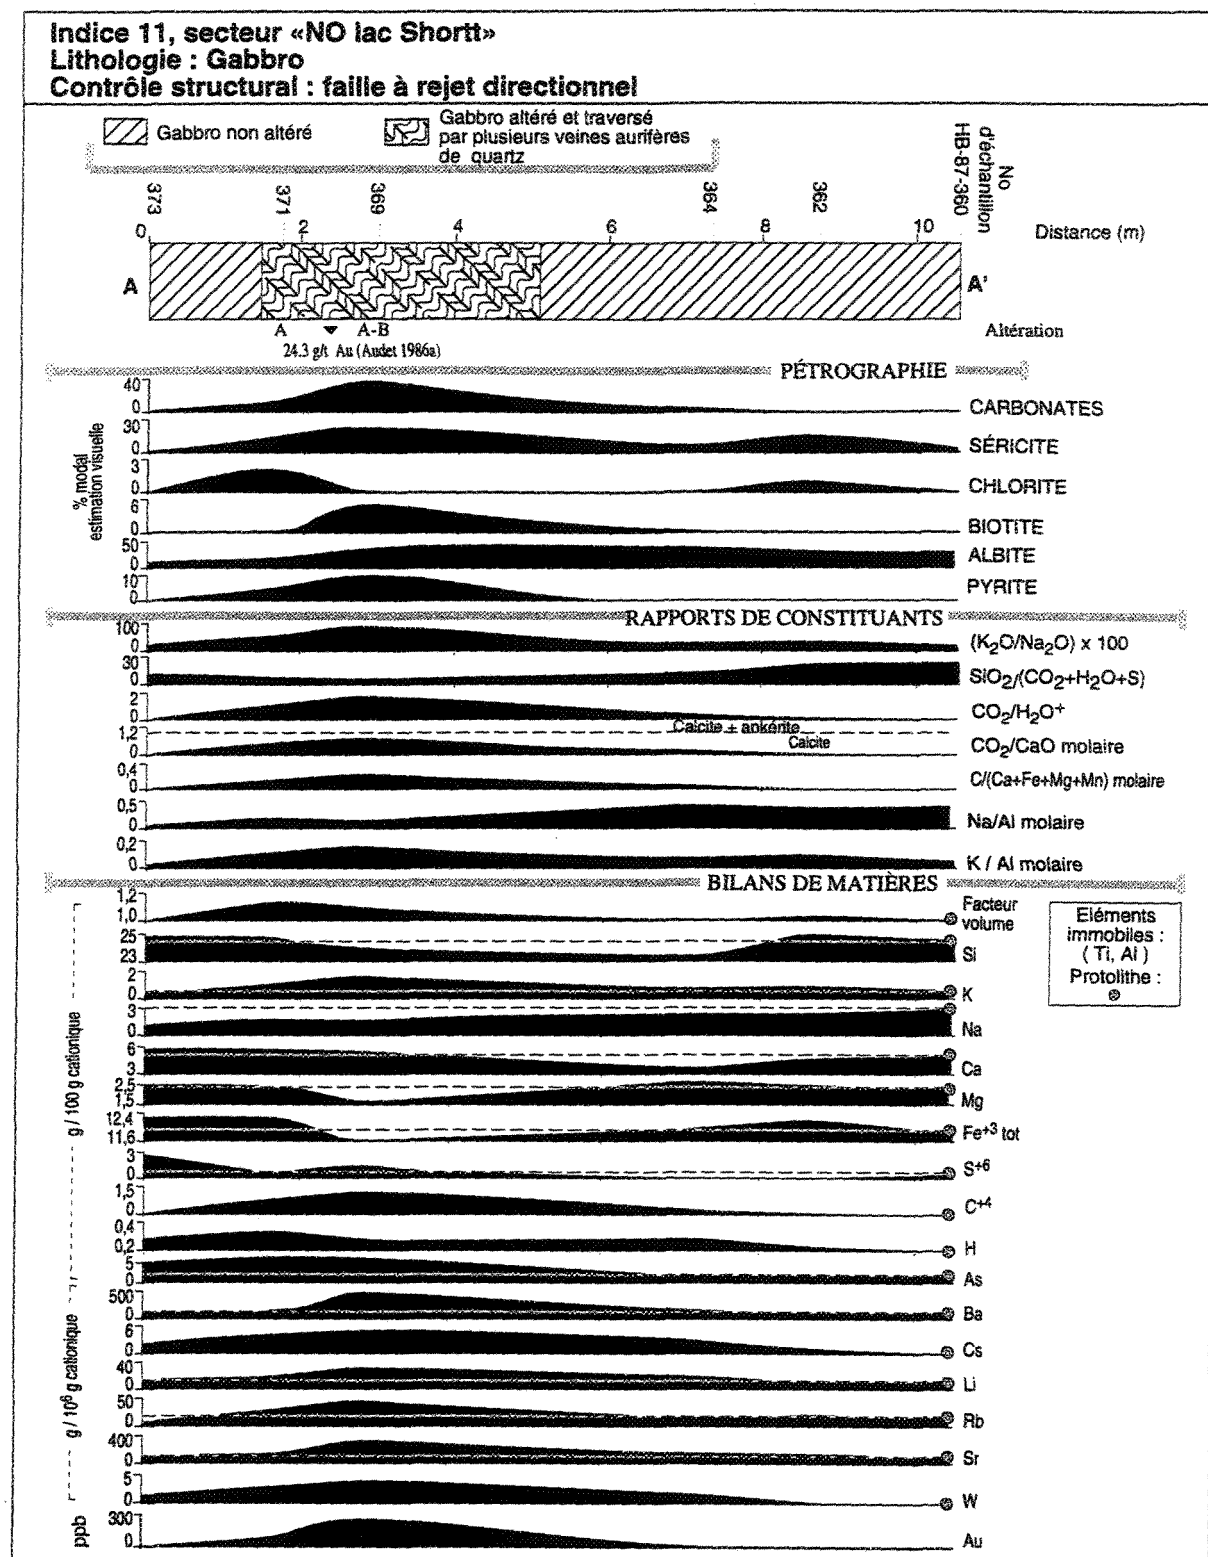 Indice 11, secteur «NO lac Shortt»
Lithologie : Gabbro
Contrôle structural : faille à rejet directionnel
Gabbro non altéré
Gabbro altéré et traversé
par plusieurs veines aurifères
de quartz
No
d'échantillon
HB-87-360
373
371
369
364
362
0
2
4
6
8
10
Distance (m)
A
A'
A
A-B
Altération
24.3 g/t Au (Audet 1986a)
PÉTROGRAPHIE
% modal
estimation visuelle
40
0
CARBONATES
30
0
SÉRICITE
3
0
CHLORITE
6
0
BIOTITE
50
0
ALBITE
10
0
PYRITE
RAPPORTS DE CONSTITUANTS
100
0
(K2O/Na2O) x 100
30
0
SiO2/(CO2+H2O+S)
2
0
CO2/H2O+
Calcite + ankérite
Calcite
1,2
0
CO2/CaO molaire
0,4
0
C/(Ca+Fe+Mg+Mn) molaire
0,5
0
Na/Al molaire
0,2
0
K / Al molaire
BILANS DE MATIÈRES
g / 100 g cationique
1,2
1,0
Facteur
volume
Eléments
immobiles :
( Ti, Al )
Protolithe :
25
23
Si
2
0
K
3
0
Na
6
3
Ca
2,5
1,5
Mg
12,4
11,6
Fe+3 tot
3
0
S+6
1,5
0
C+4
0,4
0,2
H
g / 10⁶ g cationique
5
0
As
500
0
Ba
6
0
Cs
40
0
Li
50
0
Rb
400
0
Sr
5
0
W
ppb
300
0
Au